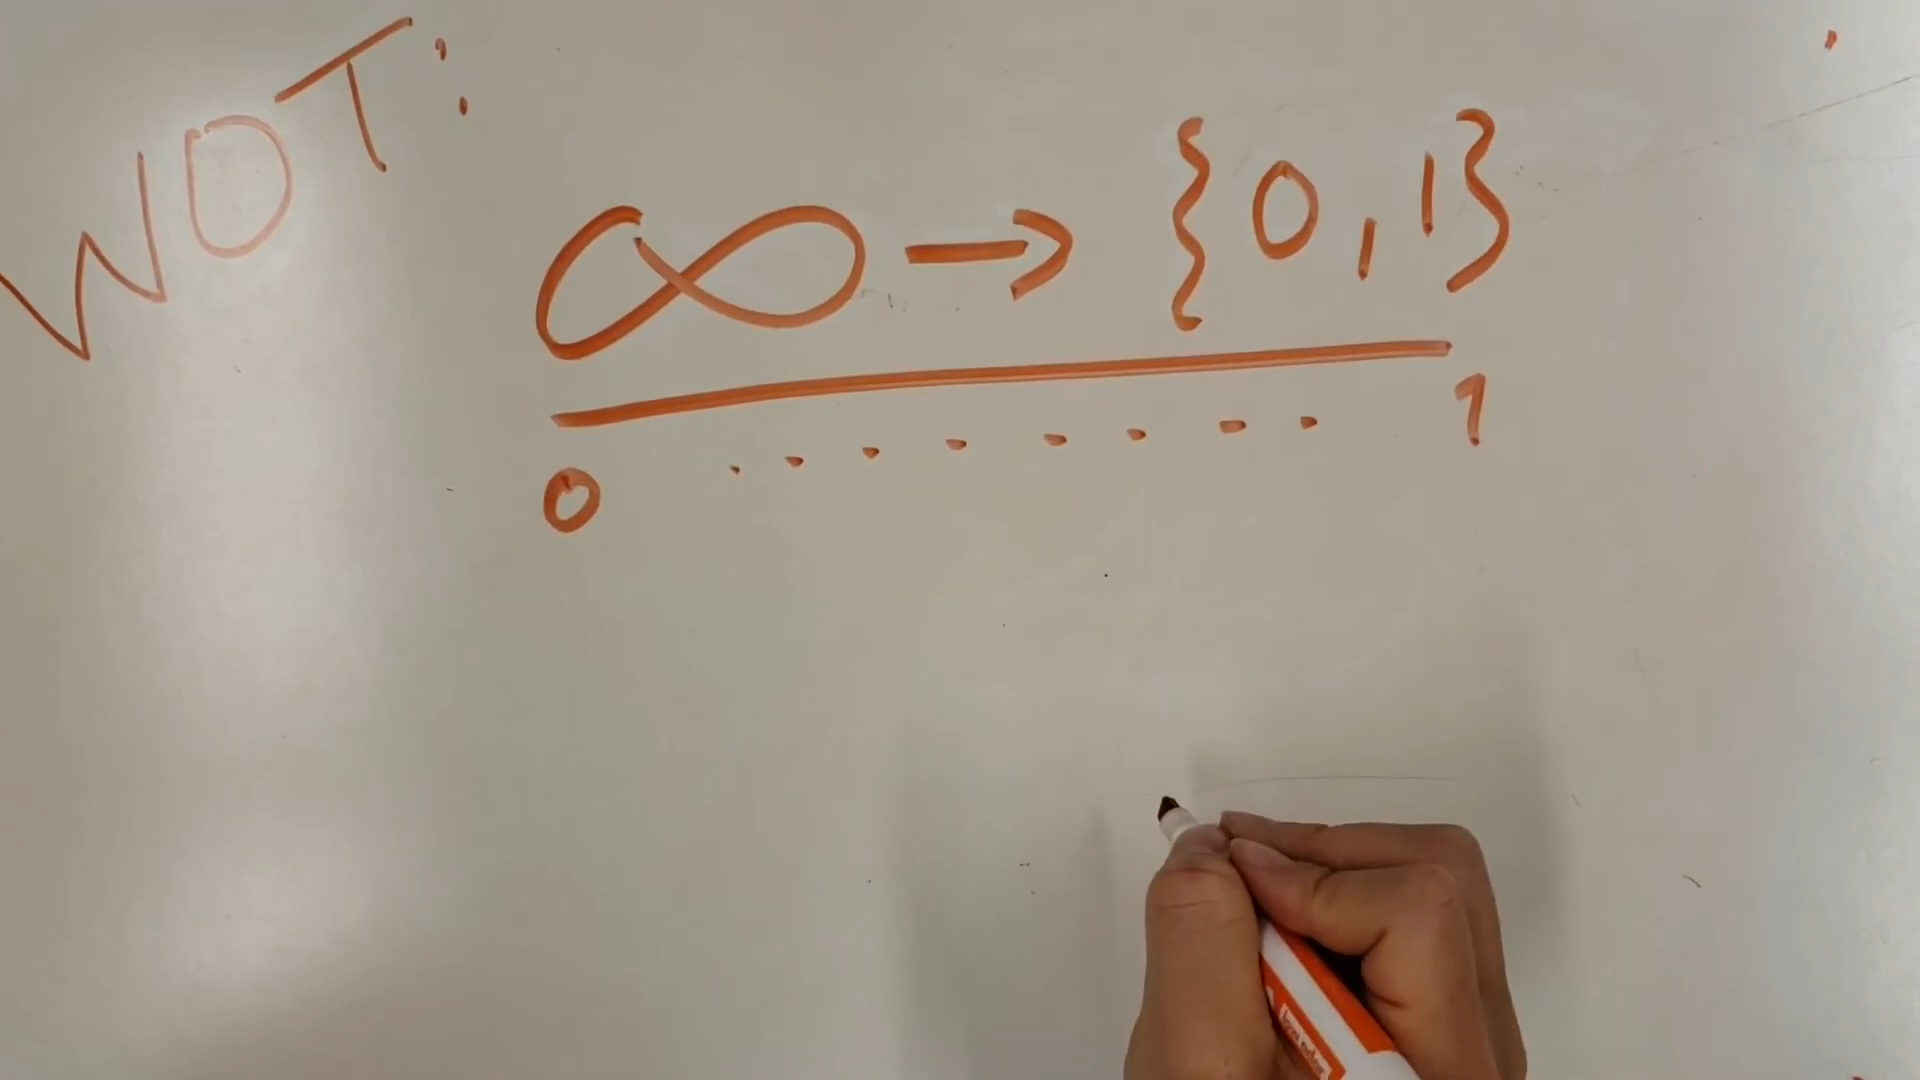 WOT:
∞ → {0,1}
0 . . . . . . . . 1